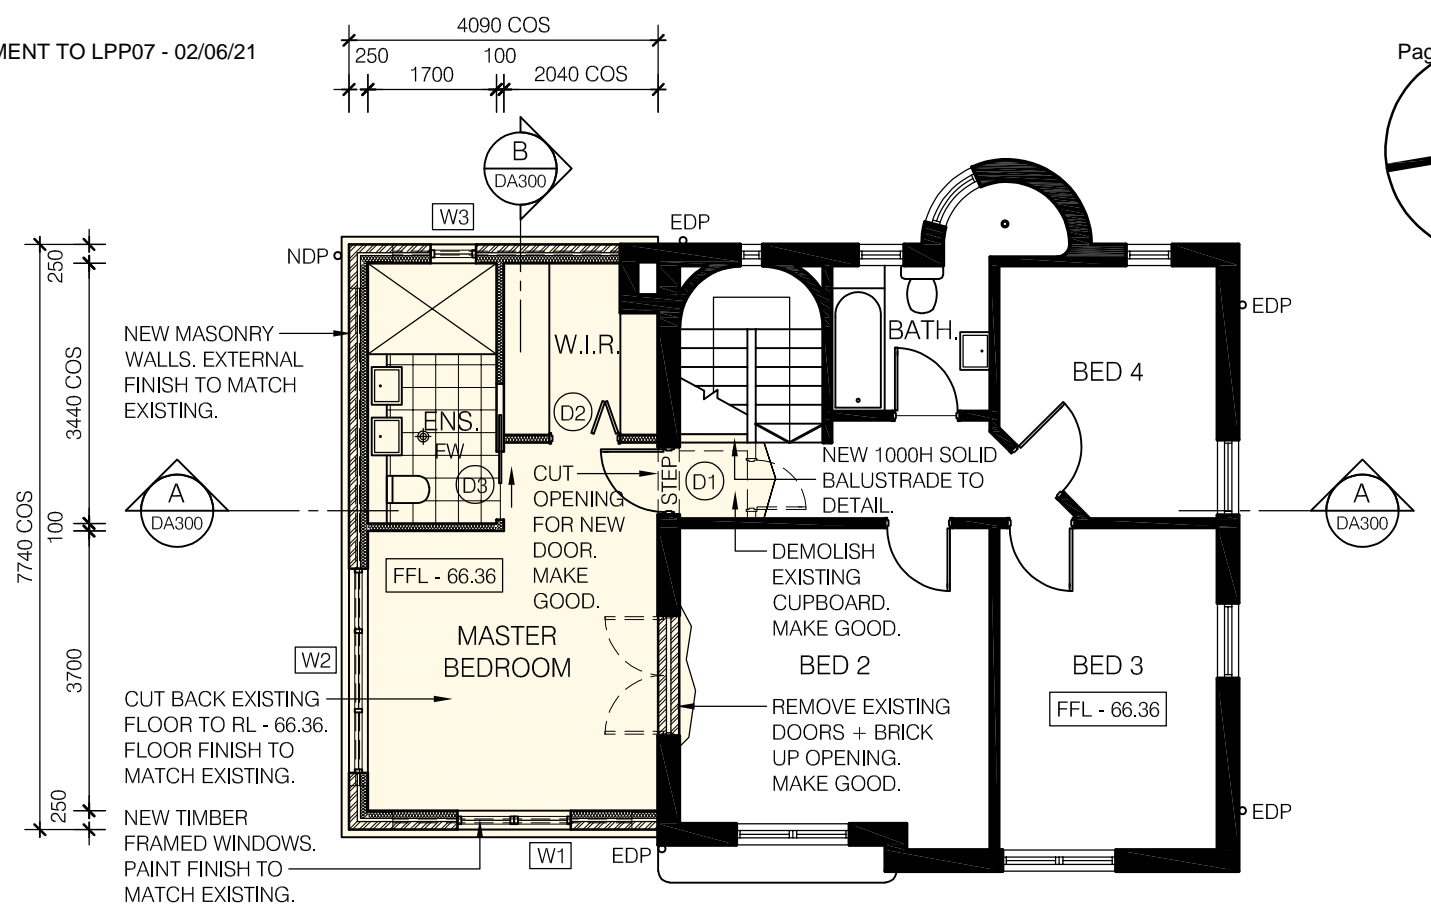 MENT TO LPP07 - 02/06/21
Pag
4090 COS
250
100
1700
2040 COS
B
DA300
W3
EDP
NDP
250
EDP
NEW MASONRY
WALLS. EXTERNAL
FINISH TO MATCH
EXISTING.
W.I.R.
BATH.
BED 4
3440 COS
D2
ENS.
FW
D3
CUT
OPENING
FOR NEW
DOOR.
MAKE
GOOD.
STEP
D1
NEW 1000H SOLID
BALUSTRADE TO
DETAIL.
A
DA300
A
DA300
100
7740 COS
FFL - 66.36
DEMOLISH
EXISTING
CUPBOARD.
MAKE GOOD.
MASTER
BEDROOM
BED 2
BED 3
FFL - 66.36
W2
3700
CUT BACK EXISTING
FLOOR TO RL - 66.36.
FLOOR FINISH TO
MATCH EXISTING.
REMOVE EXISTING
DOORS + BRICK
UP OPENING.
MAKE GOOD.
250
NEW TIMBER
FRAMED WINDOWS.
PAINT FINISH TO
MATCH EXISTING.
W1
EDP
EDP